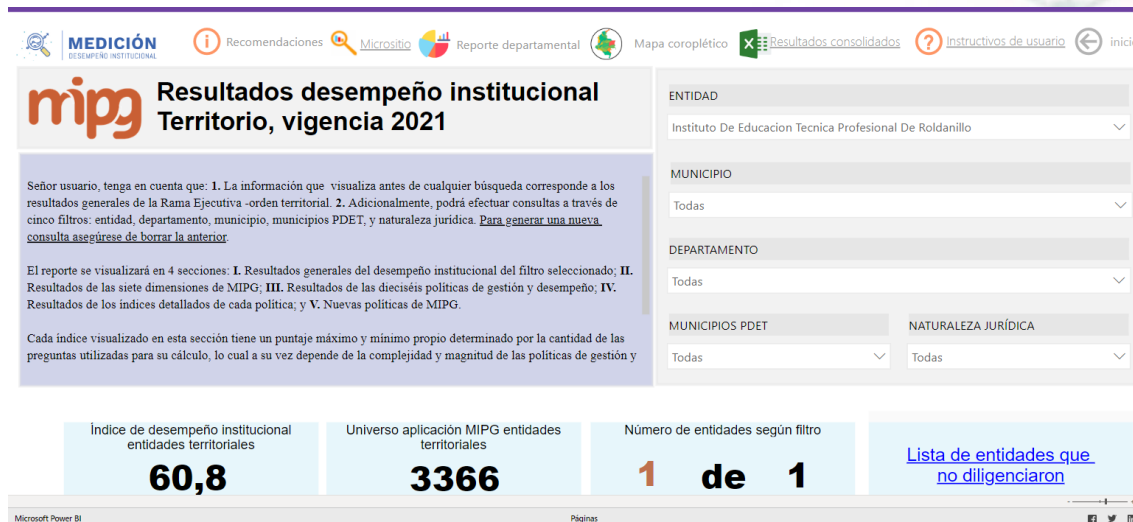 MEDICIÓN
DESEMPEÑO INSTITUCIONAL
Recomendaciones
Micrositio
Reporte departamental
Mapa coroplético
Resultados consolidados
Instructivos de usuario
inicio
mipg
Resultados desempeño institucional
Territorio, vigencia 2021
Señor usuario, tenga en cuenta que: 1. La información que visualiza antes de cualquier búsqueda corresponde a los
resultados generales de la Rama Ejecutiva -orden territorial. 2. Adicionalmente, podrá efectuar consultas a través de
cinco filtros: entidad, departamento, municipio, municipios PDET, y naturaleza jurídica. Para generar una nueva
consulta asegúrese de borrar la anterior.
El reporte se visualizará en 4 secciones: I. Resultados generales del desempeño institucional del filtro seleccionado; II.
Resultados de las siete dimensiones de MIPG; III. Resultados de las dieciséis políticas de gestión y desempeño; IV.
Resultados de los índices detallados de cada política; y V. Nuevas políticas de MIPG.
Cada índice visualizado en esta sección tiene un puntaje máximo y mínimo propio determinado por la cantidad de las
preguntas utilizadas para su cálculo, lo cual a su vez depende de la complejidad y magnitud de las políticas de gestión y
ENTIDAD
Instituto De Educacion Tecnica Profesional De Roldanillo
MUNICIPIO
Todas
DEPARTAMENTO
Todas
MUNICIPIOS PDET
Todas
NATURALEZA JURÍDICA
Todas
Índice de desempeño institucional
entidades territoriales
60,8
Universo aplicación MIPG entidades
territoriales
3366
Número de entidades según filtro
1 de 1
Lista de entidades que
no diligenciaron
Microsoft Power BI
Páginas